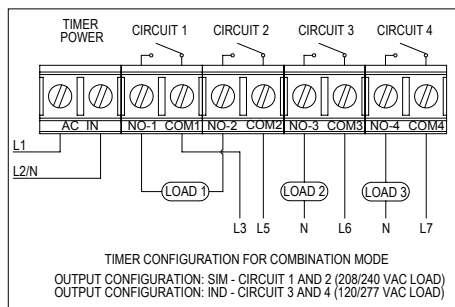 TIMER
POWER
CIRCUIT 1 CIRCUIT 2 CIRCUIT 3 CIRCUIT 4
AC IN NO-1 COM1 NO-2 COM2 NO-3 COM3 NO-4 COM4
L1
L2/N
LOAD 1 LOAD 2 LOAD 3
L3 L5 N L6 N L7
TIMER CONFIGURATION FOR COMBINATION MODE
OUTPUT CONFIGURATION: SIM - CIRCUIT 1 AND 2 (208/240 VAC LOAD)
OUTPUT CONFIGURATION: IND - CIRCUIT 3 AND 4 (120/277 VAC LOAD)